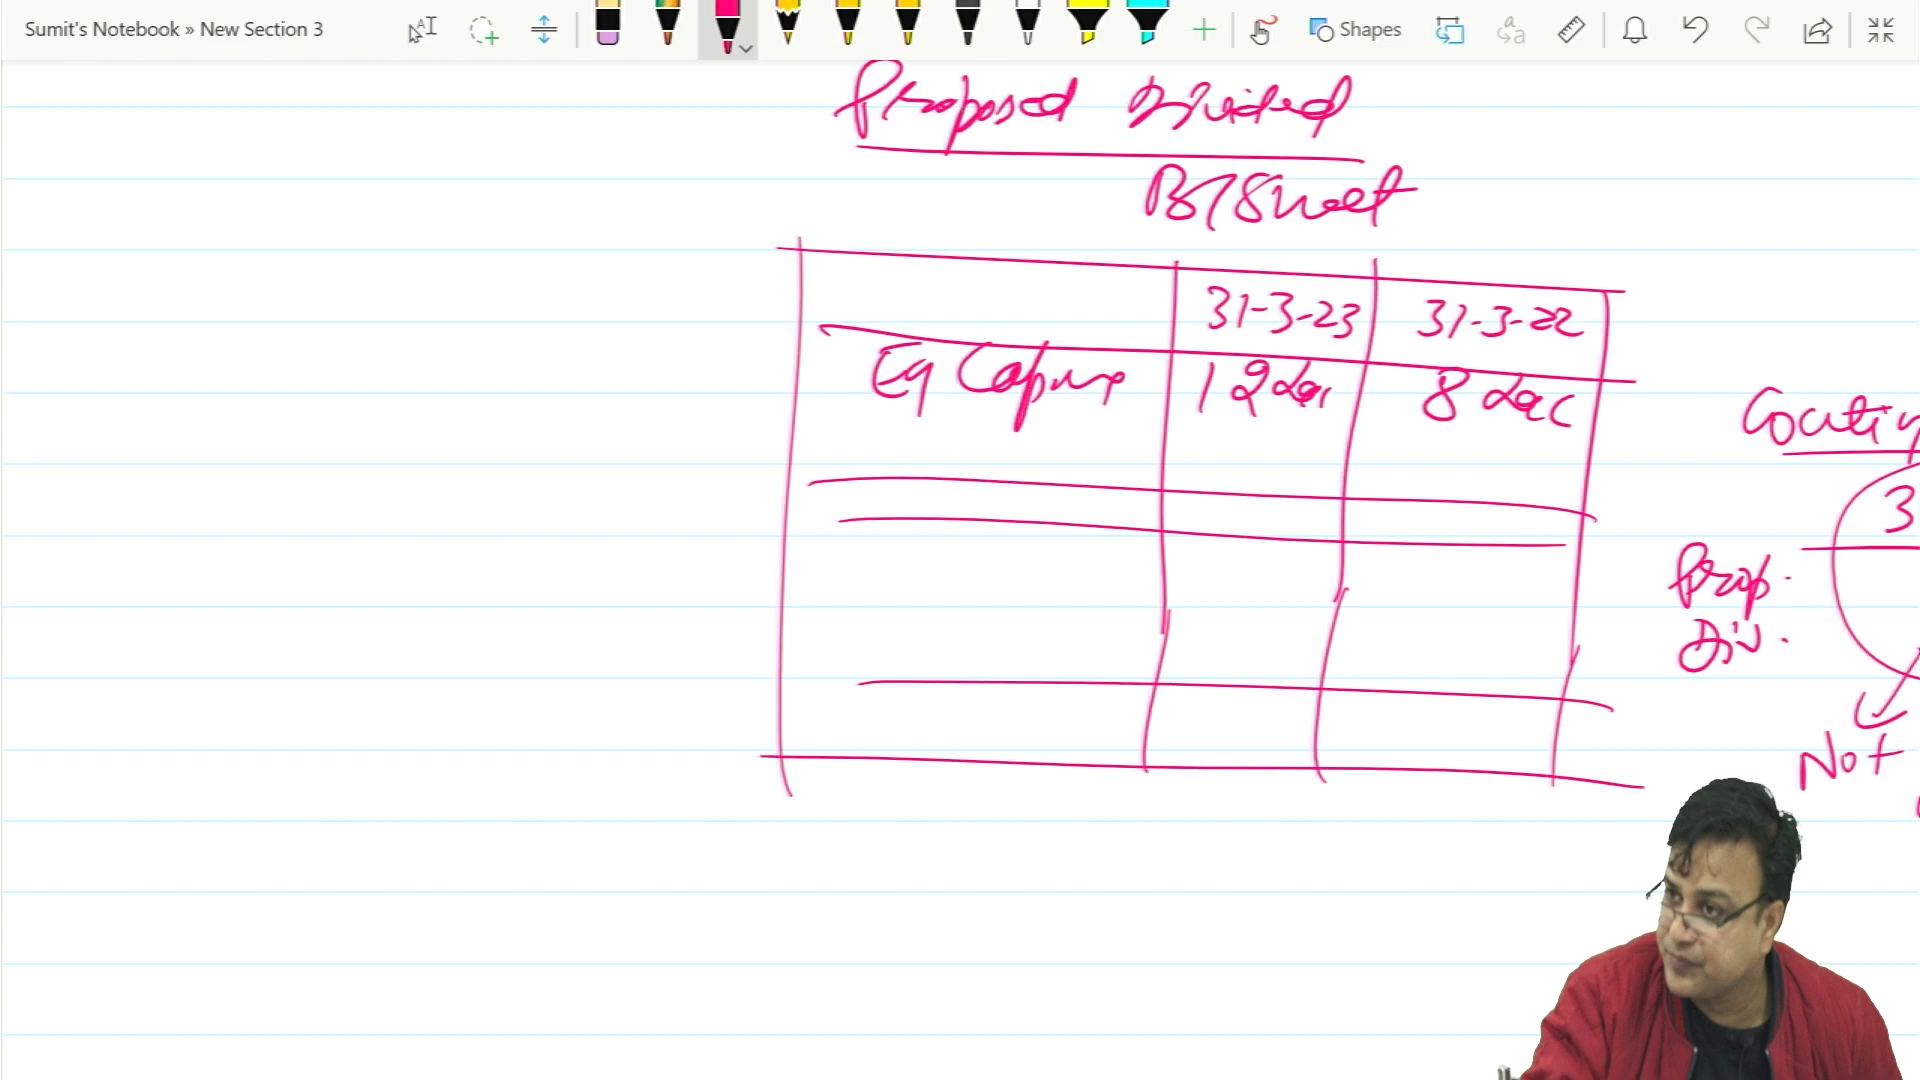 Sumit's Notebook » New Section 3
Shapes
Proposed Dividend
B/Sheet
31-3-23 31-3-22
Eq Capital 12 Lac 8 Lac
3
Prop.
Div.
Not